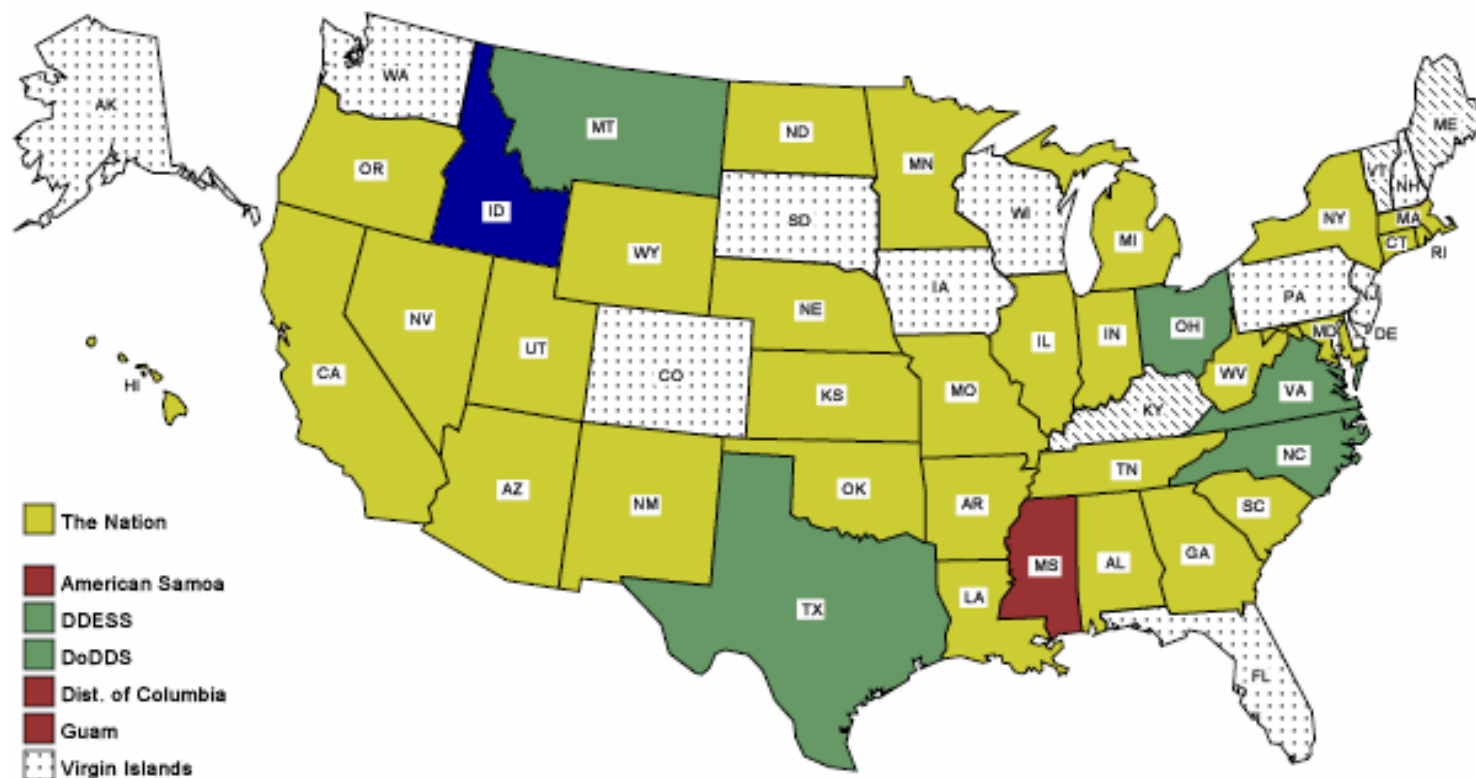 AK
WA
MT
ND
MN
ME
VT
NH
OR
ID
SD
WI
NY
MA
WY
MI
CT
RI
IA
PA
NJ
NE
NV
OH
MD
DE
UT
IL
IN
CA
CO
WV
HI
KS
MO
VA
KY
NC
TN
AZ
OK
NM
AR
SC
The Nation
GA
AL
MS
American Samoa
LA
TX
DDESS
DoDDS
FL
Dist. of Columbia
Guam
Virgin Islands